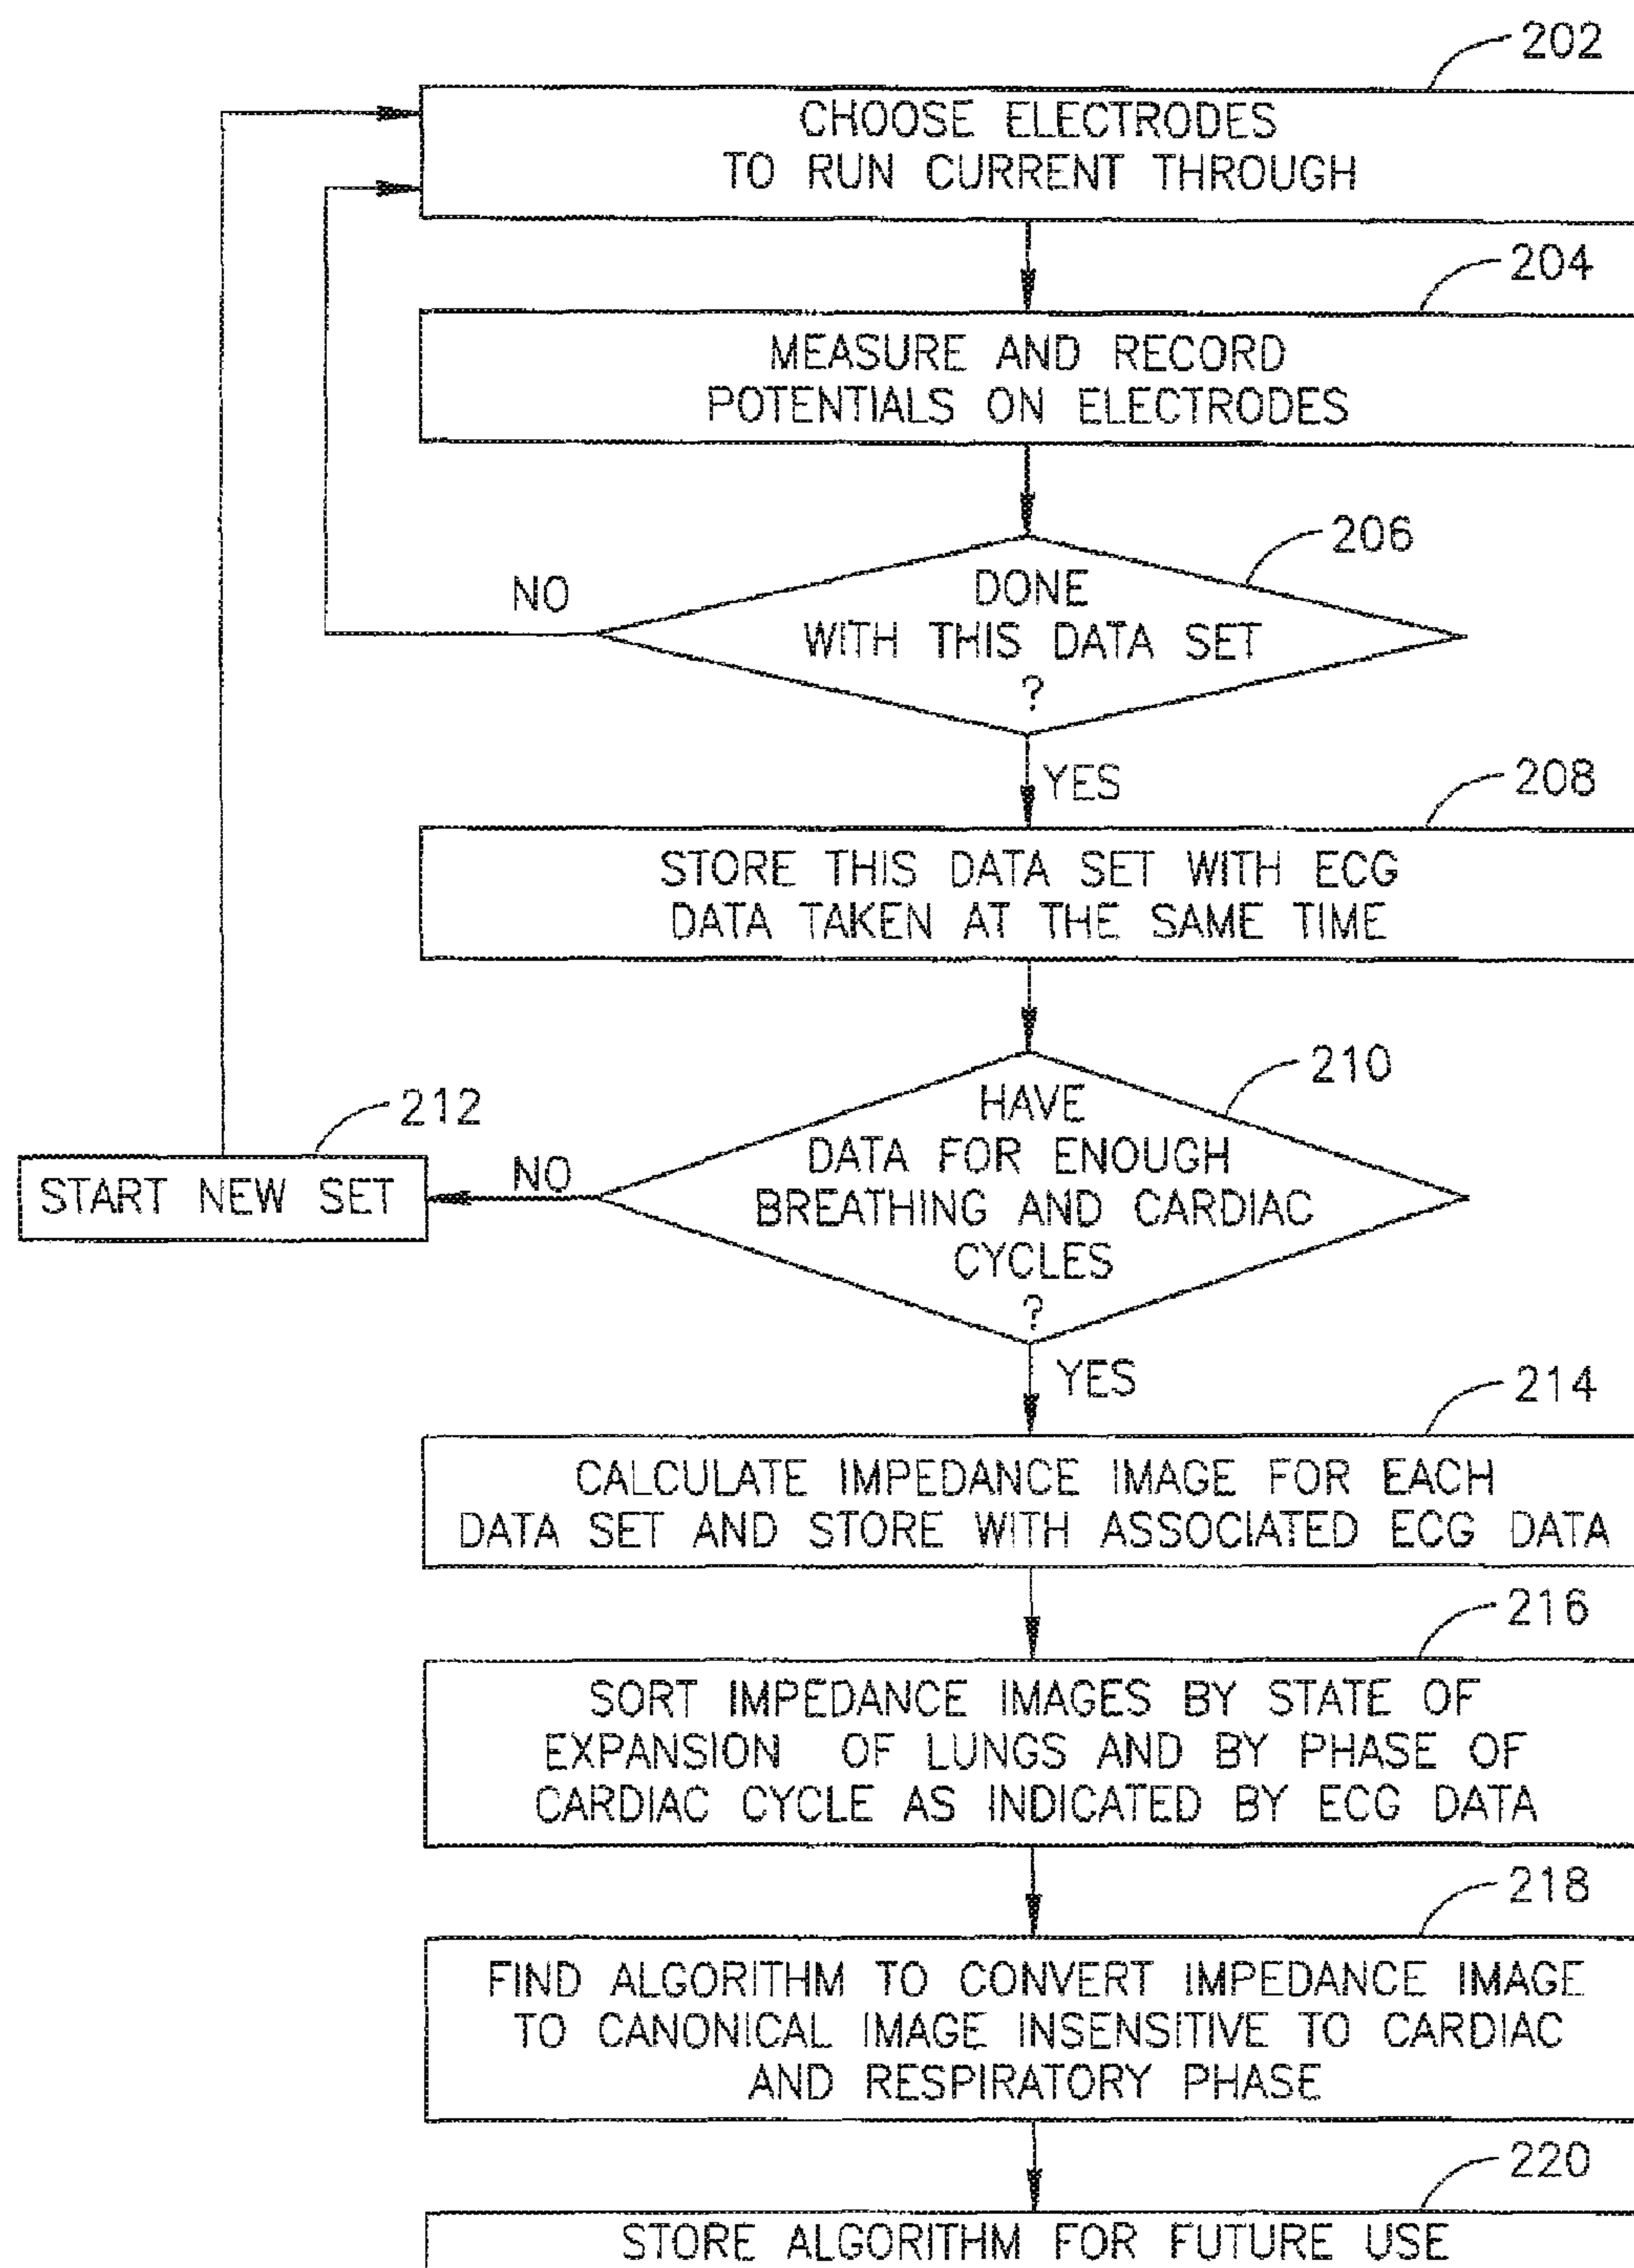 202
CHOOSE ELECTRODES
TO RUN CURRENT THROUGH
204
MEASURE AND RECORD
POTENTIALS ON ELECTRODES
206
NO
DONE
WITH THIS DATA SET
?
YES
208
STORE THIS DATA SET WITH ECG
DATA TAKEN AT THE SAME TIME
210
212
HAVE
DATA FOR ENOUGH
BREATHING AND CARDIAC
CYCLES
?
NO
START NEW SET
YES
214
CALCULATE IMPEDANCE IMAGE FOR EACH
DATA SET AND STORE WITH ASSOCIATED ECG DATA
216
SORT IMPEDANCE IMAGES BY STATE OF
EXPANSION OF LUNGS AND BY PHASE OF
CARDIAC CYCLE AS INDICATED BY ECG DATA
218
FIND ALGORITHM TO CONVERT IMPEDANCE IMAGE
TO CANONICAL IMAGE INSENSITIVE TO CARDIAC
AND RESPIRATORY PHASE
220
STORE ALGORITHM FOR FUTURE USE